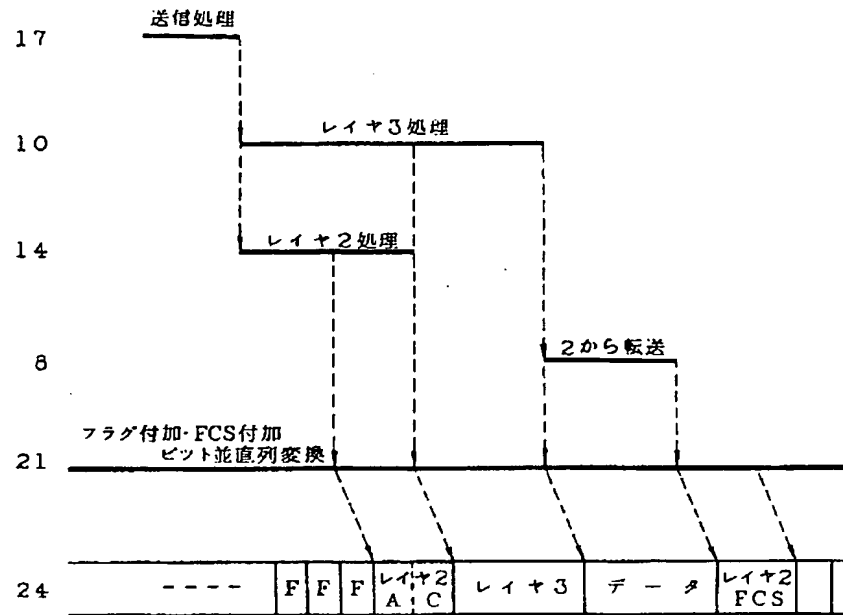 送信処理
17
レイヤ3処理
10
レイヤ2処理
14
2から転送
8
フラグ付加・FCS付加
ビット並直列変換
21
24 ---- F F F レイヤ2 A C レイヤ3 データ レイヤ2 FCS